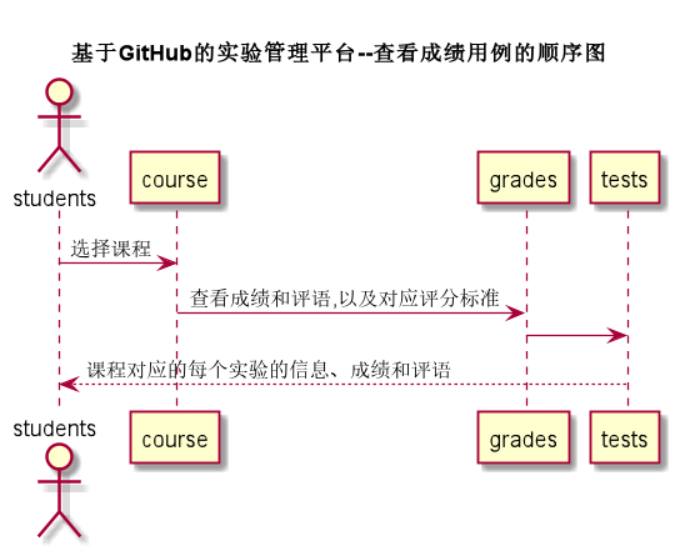 基于GitHub的实验管理平台--查看成绩用例的顺序图
students
course
grades
tests
选择课程
查看成绩和评语,以及对应评分标准
课程对应的每个实验的信息、成绩和评语
students
course
grades
tests